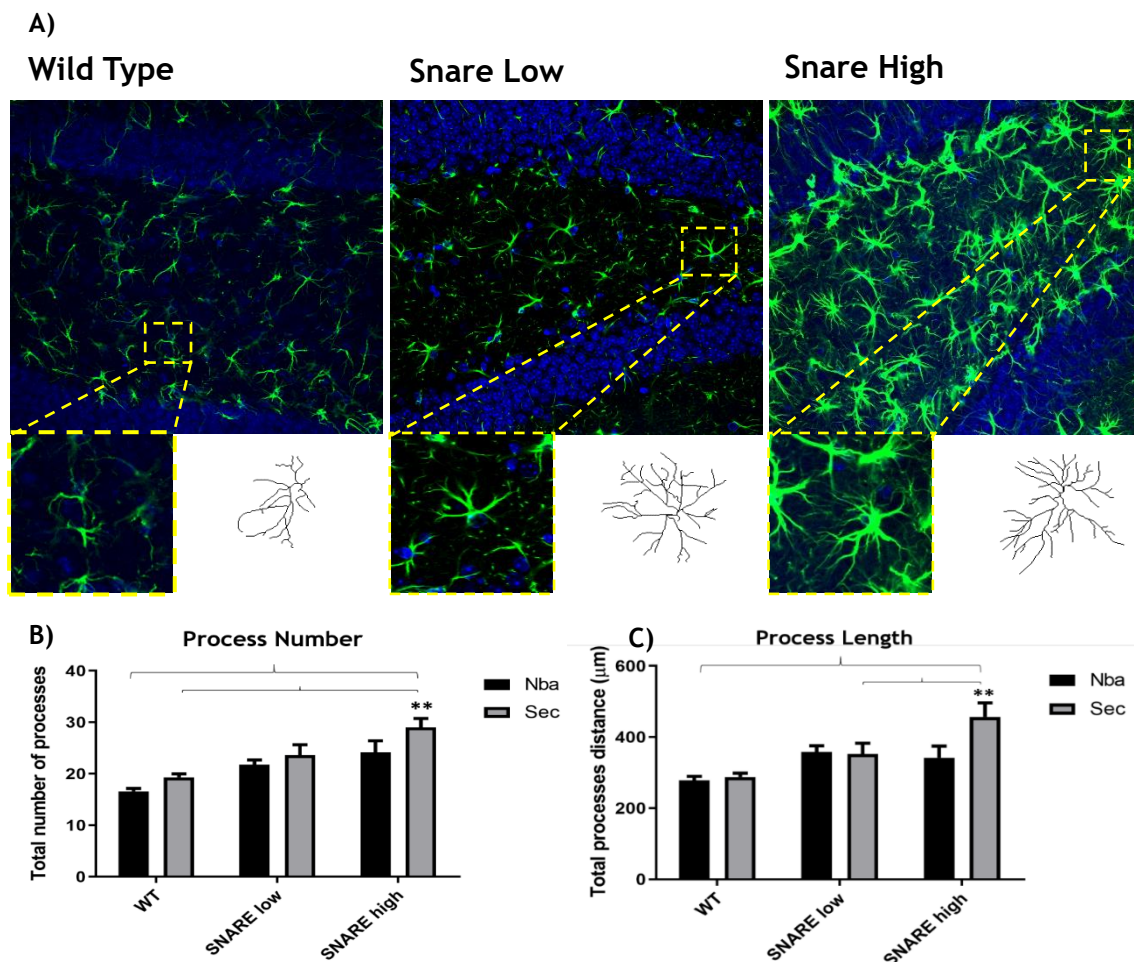 A)
Wild Type
Snare Low
Snare High
B)
Process Number
Total number of processes
40
30
20
10
0
**
Nba
Sec
WT
SNARE low
SNARE high
C)
Process Length
Total processes distance (μm)
600
400
200
0
**
Nba
Sec
WT
SNARE low
SNARE high